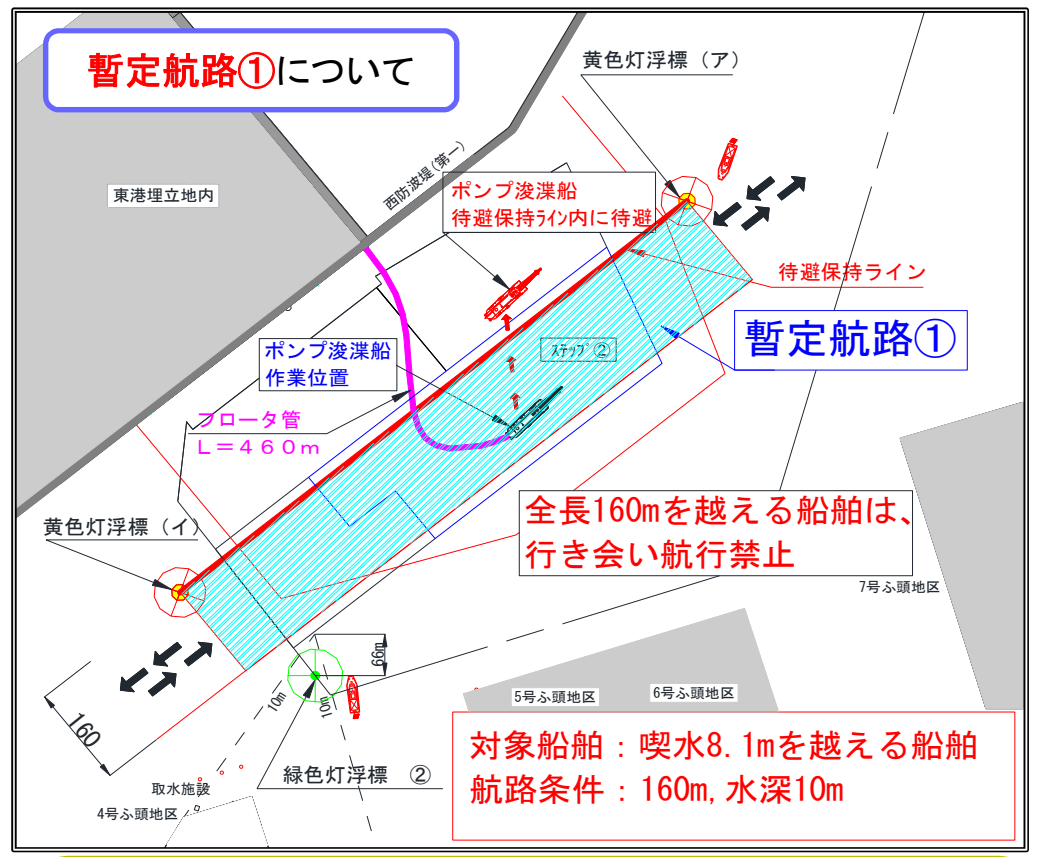 暫定航路①について
黄色灯浮標（ア）
西防波堤(第一)
東港埋立地内
ポンプ浚渫船
待避保持ﾗｲﾝ内に待避
待避保持ライン
暫定航路①
ポンプ浚渫船
作業位置
ｽﾃｯﾌﾟ②
フロータ管
L＝４６０ｍ
全長160mを越える船舶は、
行き会い航行禁止
黄色灯浮標（イ）
7号ふ頭地区
66m
10m
10m
5号ふ頭地区
6号ふ頭地区
160
対象船舶：喫水8.1mを越える船舶
航路条件：160m,水深10m
緑色灯浮標　②
取水施設
4号ふ頭地区